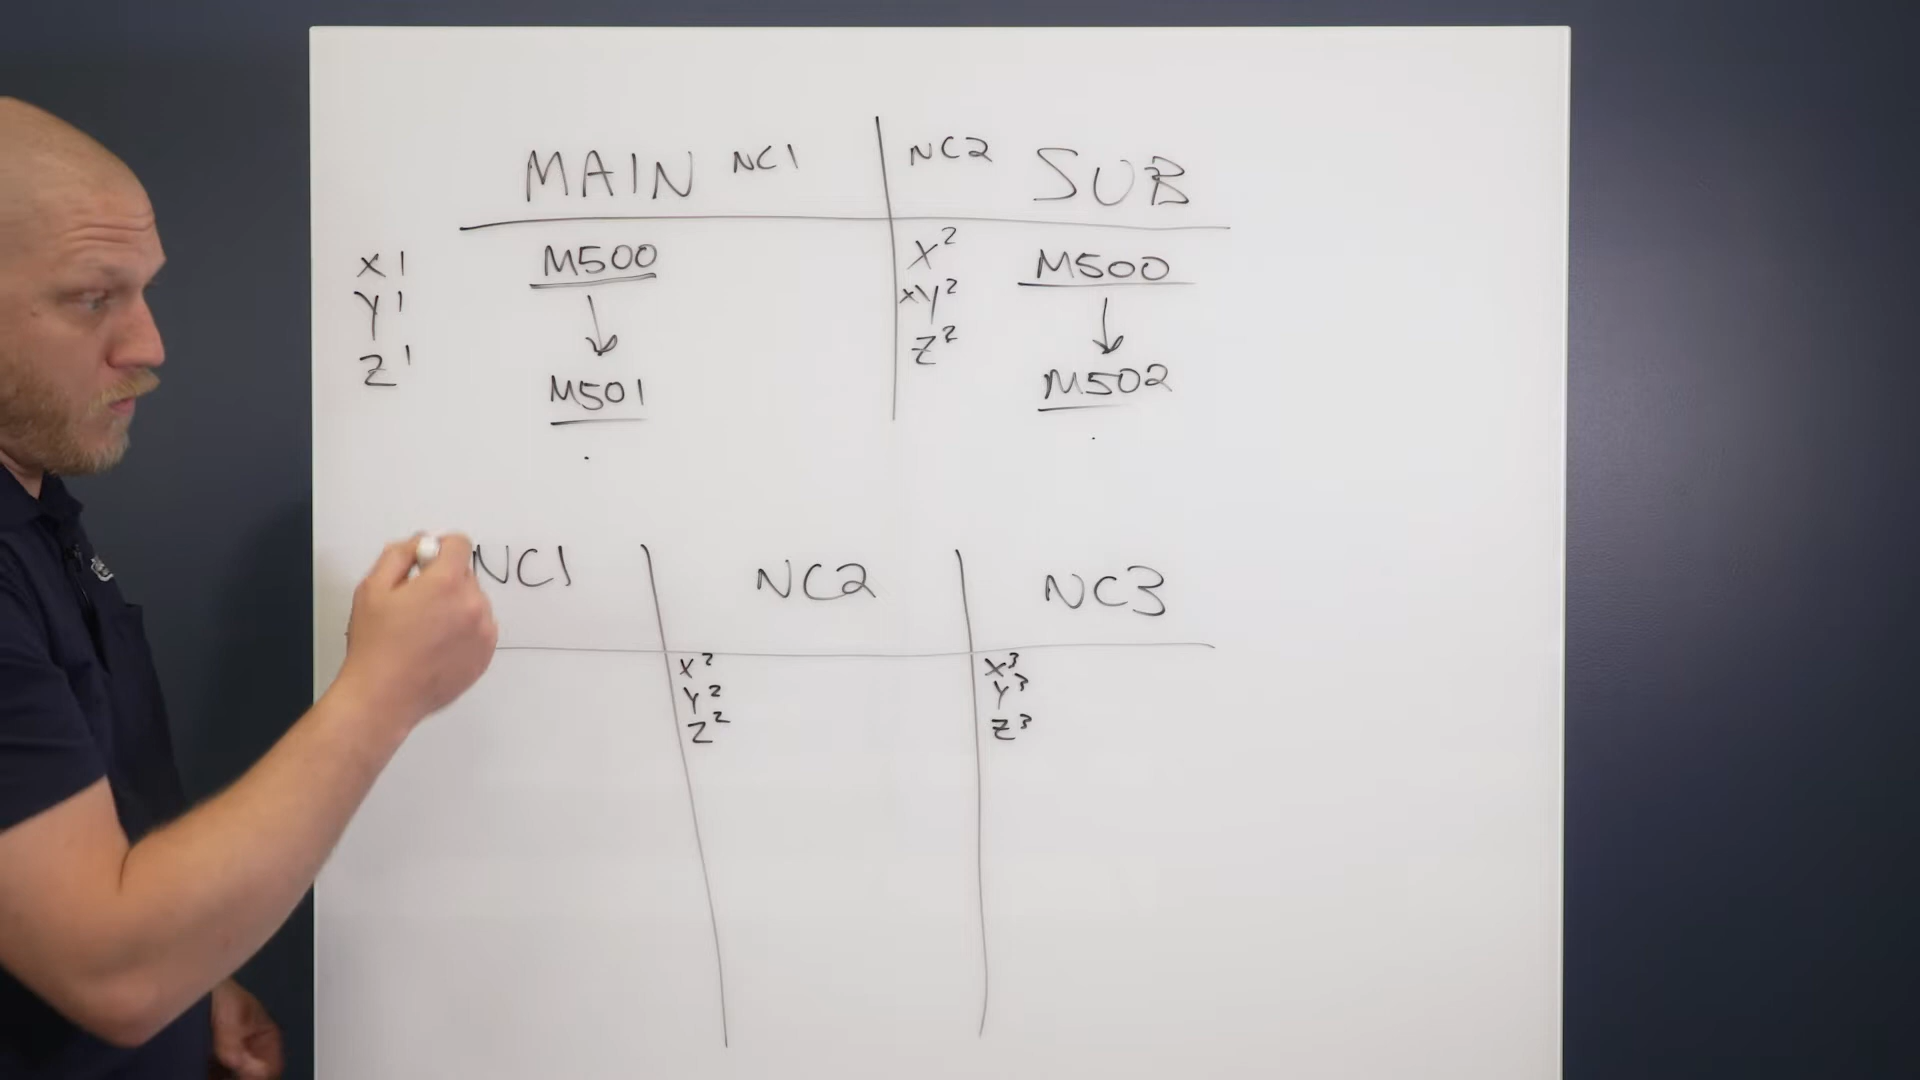 MAIN NC1 NC2 SUB
X1 M500 X2 M500
Y1 XY2
Z1 Z2
M501 M502
NC1 NC2 NC3
X2 X3
Y2 Y3
Z2 Z3